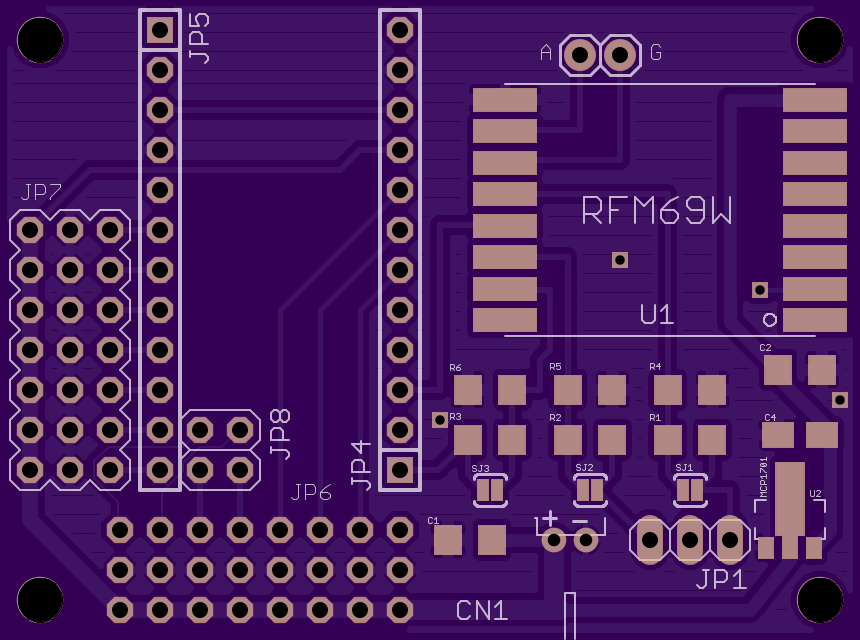 JP5
A
G
JP7
RFM69W
U1
C2
R6
R5
R4
R3
R2
R1
C4
JP8
JP4
SJ3
SJ2
SJ1
MCP1701
U2
JP6
C1
+ −
JP1
CN1